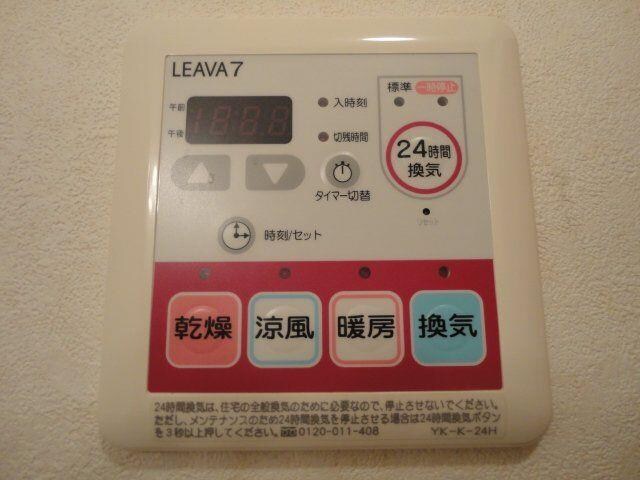 LEAVA7
午前
午後
入時刻
切残時間
タイマー切替
標準 一時停止
24時間
換気
リセット
時刻/セット
乾燥 涼風 暖房 換気
24時間換気は、住宅の全般換気のために必要なので、停止させないでください。
ただし、メンテナンスのため24時間換気を停止させる場合は24時間換気ボタン
を3秒以上押してください。 0120-011-408 YK-K-24H